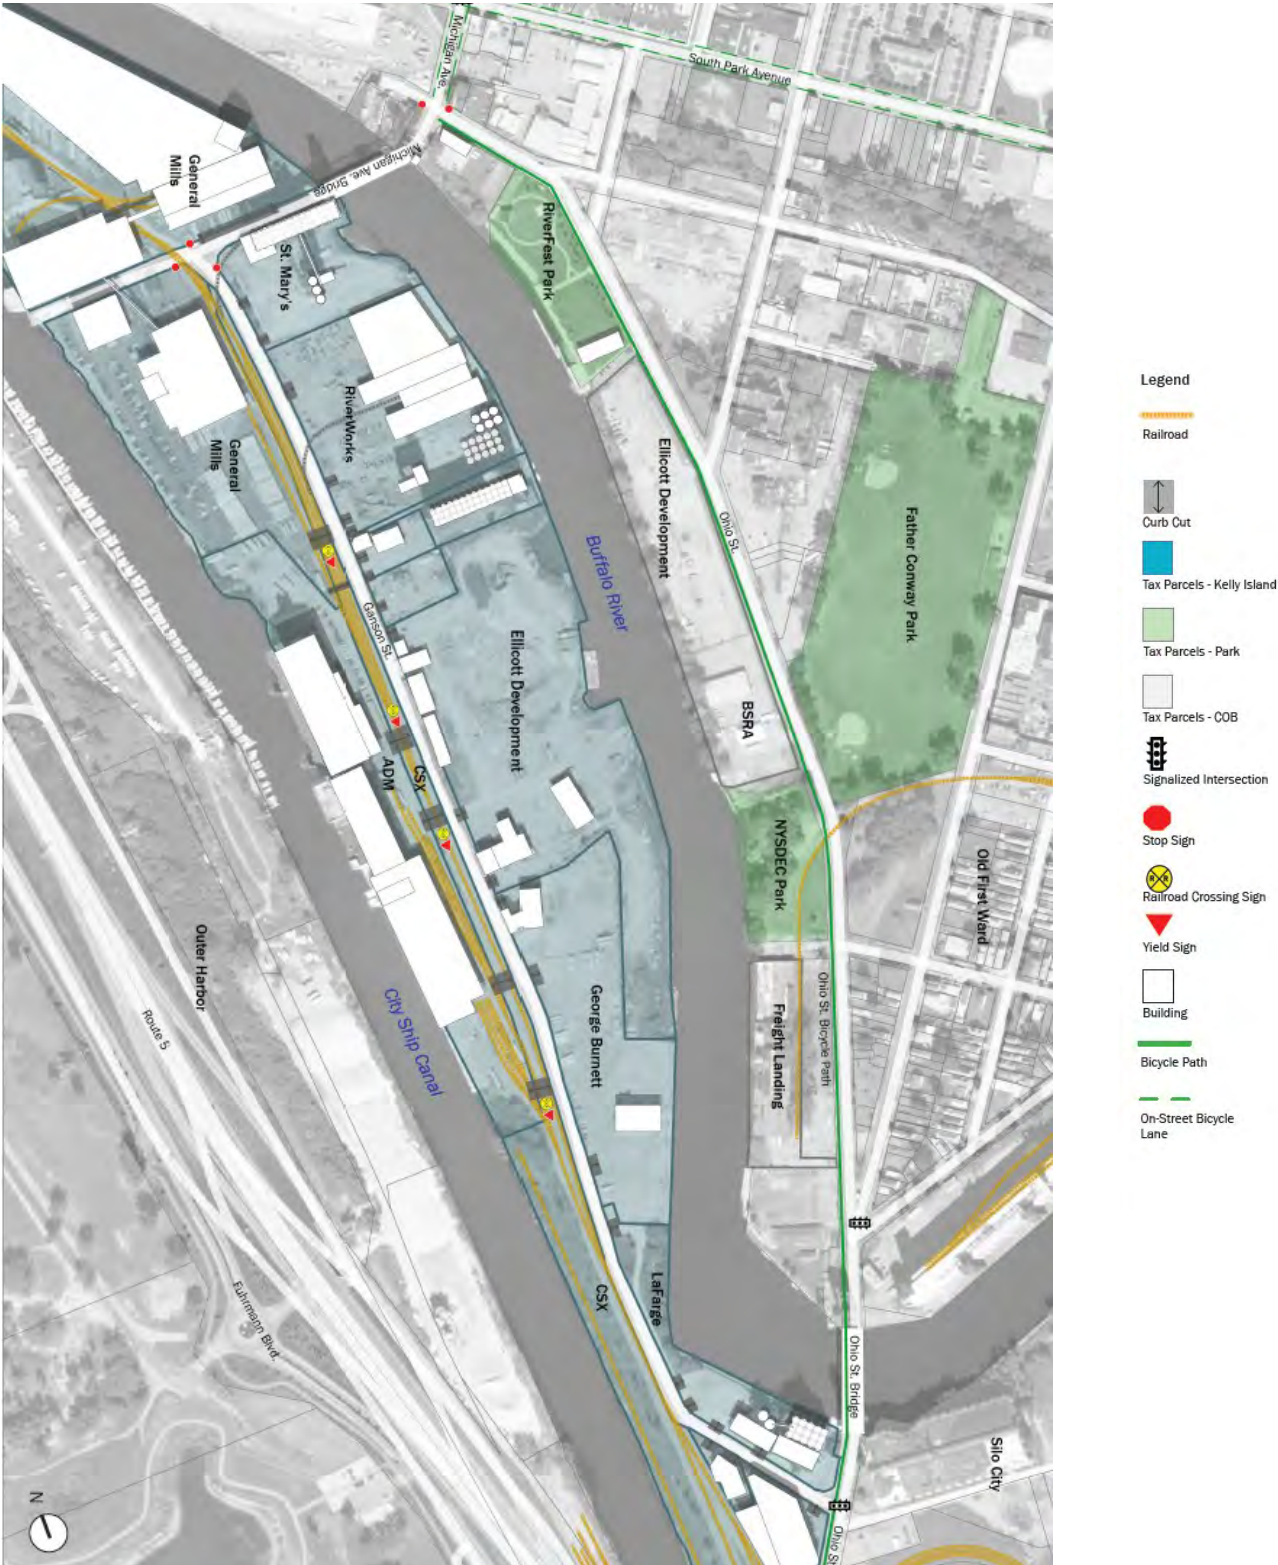 Michigan Ave.
South Park Avenue
Michigan Ave. Bridge
General
Mills
St. Mary's
RiverFest Park
RiverWorks
General
Mills
Ellicott Development
Ohio St.
Father Conway Park
Buffalo River
Ganson St.
Ellicott Development
BSRA
CSX
ADM
NYSDEC Park
Old First Ward
Outer Harbor
Route 5
City Ship Canal
George Burnett
Freight Landing
Ohio St. Bicycle Path
Fuhrmann Blvd.
CSX
LaFarge
Ohio St. Bridge
Silo City
Ohio St
N
Legend
Railroad
Curb Cut
Tax Parcels - Kelly Island
Tax Parcels - Park
Tax Parcels - COB
Signalized Intersection
Stop Sign
R R
Railroad Crossing Sign
Yield Sign
Building
Bicycle Path
On-Street Bicycle
Lane